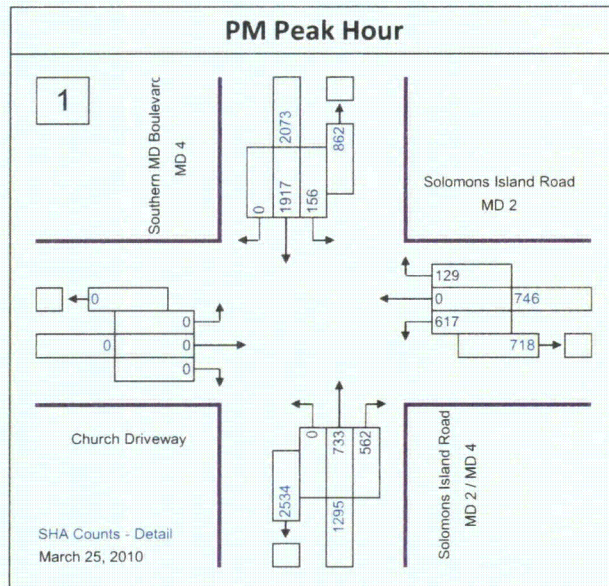 PM Peak Hour
1
Southern MD Boulevard
MD 4
2073
862
0
1917
156
Solomons Island Road
MD 2
0
0
0
0
0
129
0
746
617
718
Church Driveway
0
733
562
2534
1295
Solomons Island Road
MD 2 / MD 4
SHA Counts - Detail
March 25, 2010